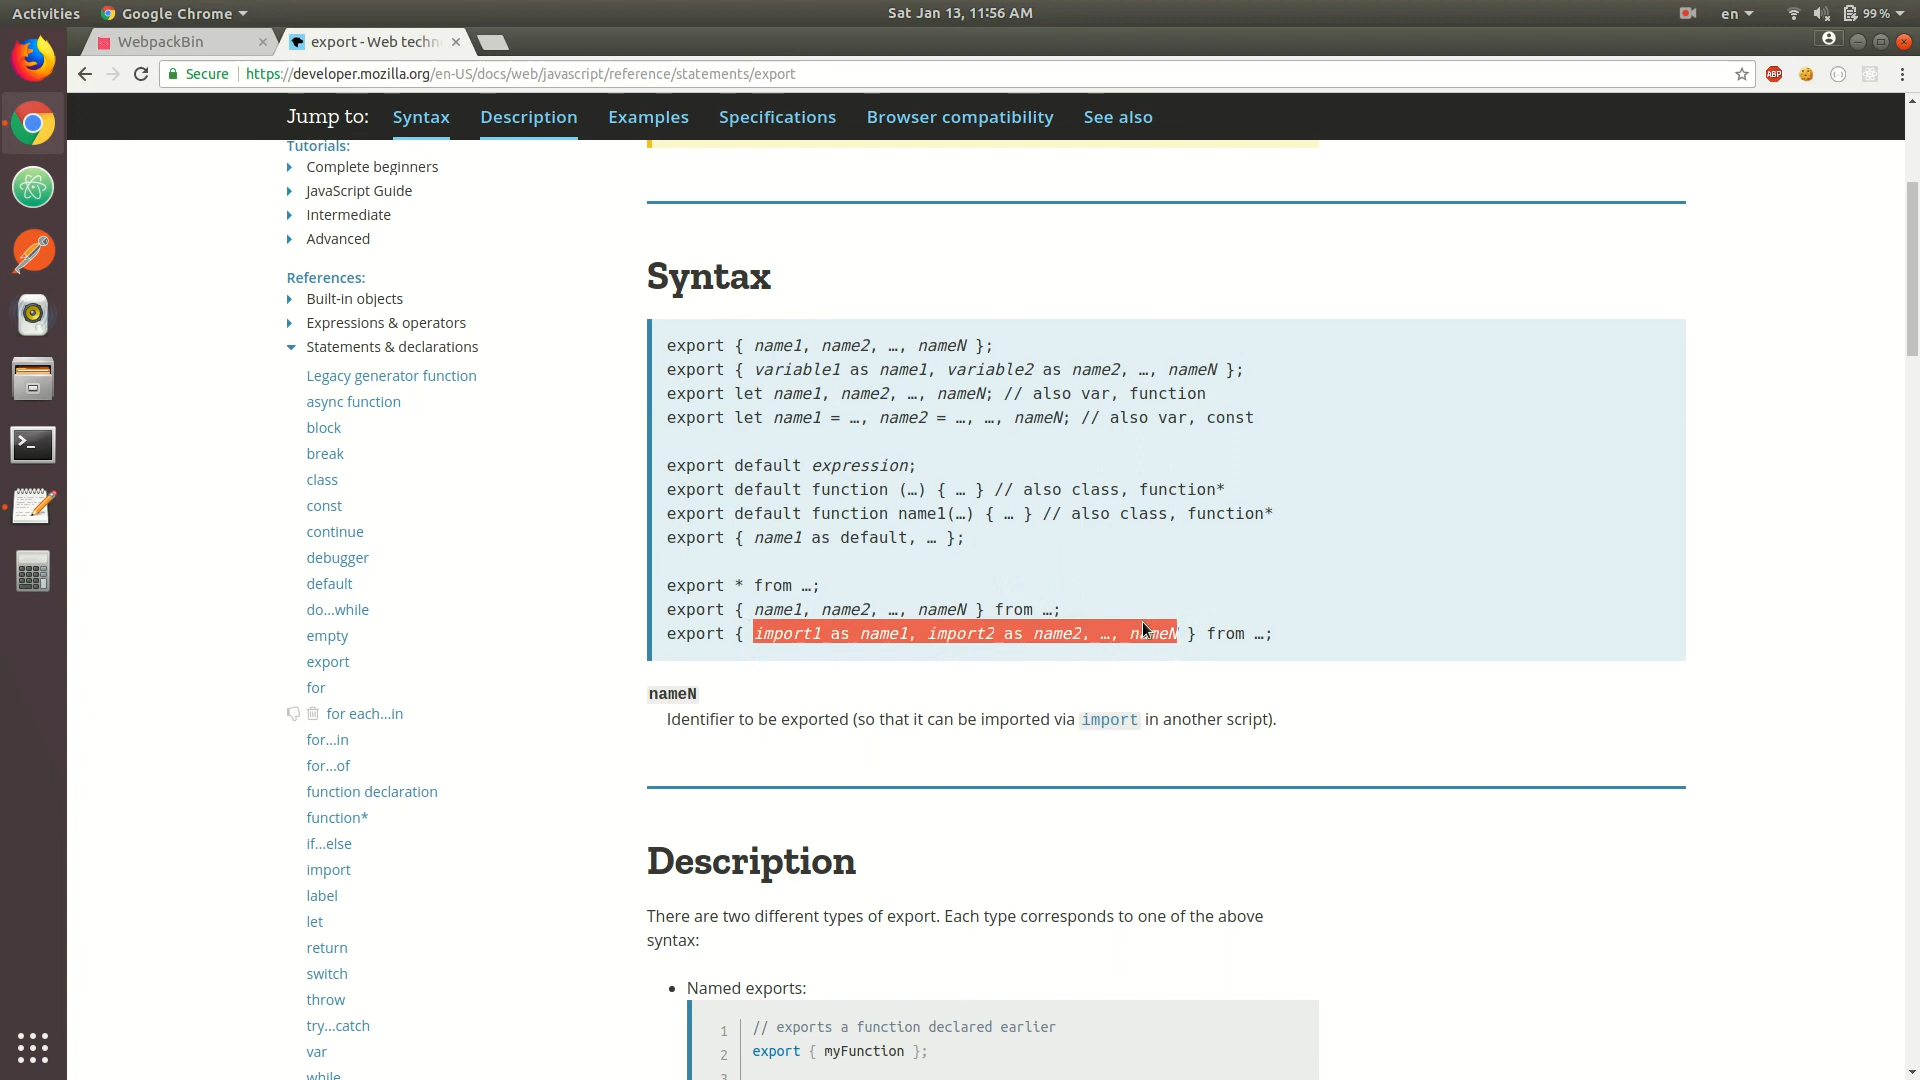 Activities
Google Chrome
Sat Jan 13, 11:56 AM
en
99 %
WebpackBin
export - Web techn
Secure
https://developer.mozilla.org/en-US/docs/web/javascript/reference/statements/export
ABP
Jump to: Syntax Description Examples Specifications Browser compatibility See also
Tutorials:
Complete beginners
JavaScript Guide
Intermediate
Advanced
References:
Built-in objects
Expressions & operators
Statements & declarations
Legacy generator function
async function
block
break
class
const
continue
debugger
default
do...while
empty
export
for
for each...in
for...in
for...of
function declaration
function*
if...else
import
label
let
return
switch
throw
try...catch
var
while
Syntax
export { name1, name2, …, nameN };
export { variable1 as name1, variable2 as name2, …, nameN };
export let name1, name2, …, nameN; // also var, function
export let name1 = …, name2 = …, …, nameN; // also var, const
export default expression;
export default function (…) { … } // also class, function*
export default function name1(…) { … } // also class, function*
export { name1 as default, … };
export * from …;
export { name1, name2, …, nameN } from …;
export { import1 as name1, import2 as name2, …, nameN } from …;
nameN
Identifier to be exported (so that it can be imported via import in another script).
Description
There are two different types of export. Each type corresponds to one of the above
syntax:
• Named exports:
1 // exports a function declared earlier
2 export { myFunction };
3